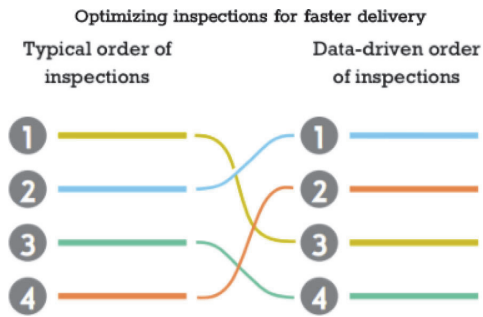 Optimizing inspections for faster delivery
Typical order of
inspections
Data-driven order
of inspections
1
1
2
2
3
3
4
4